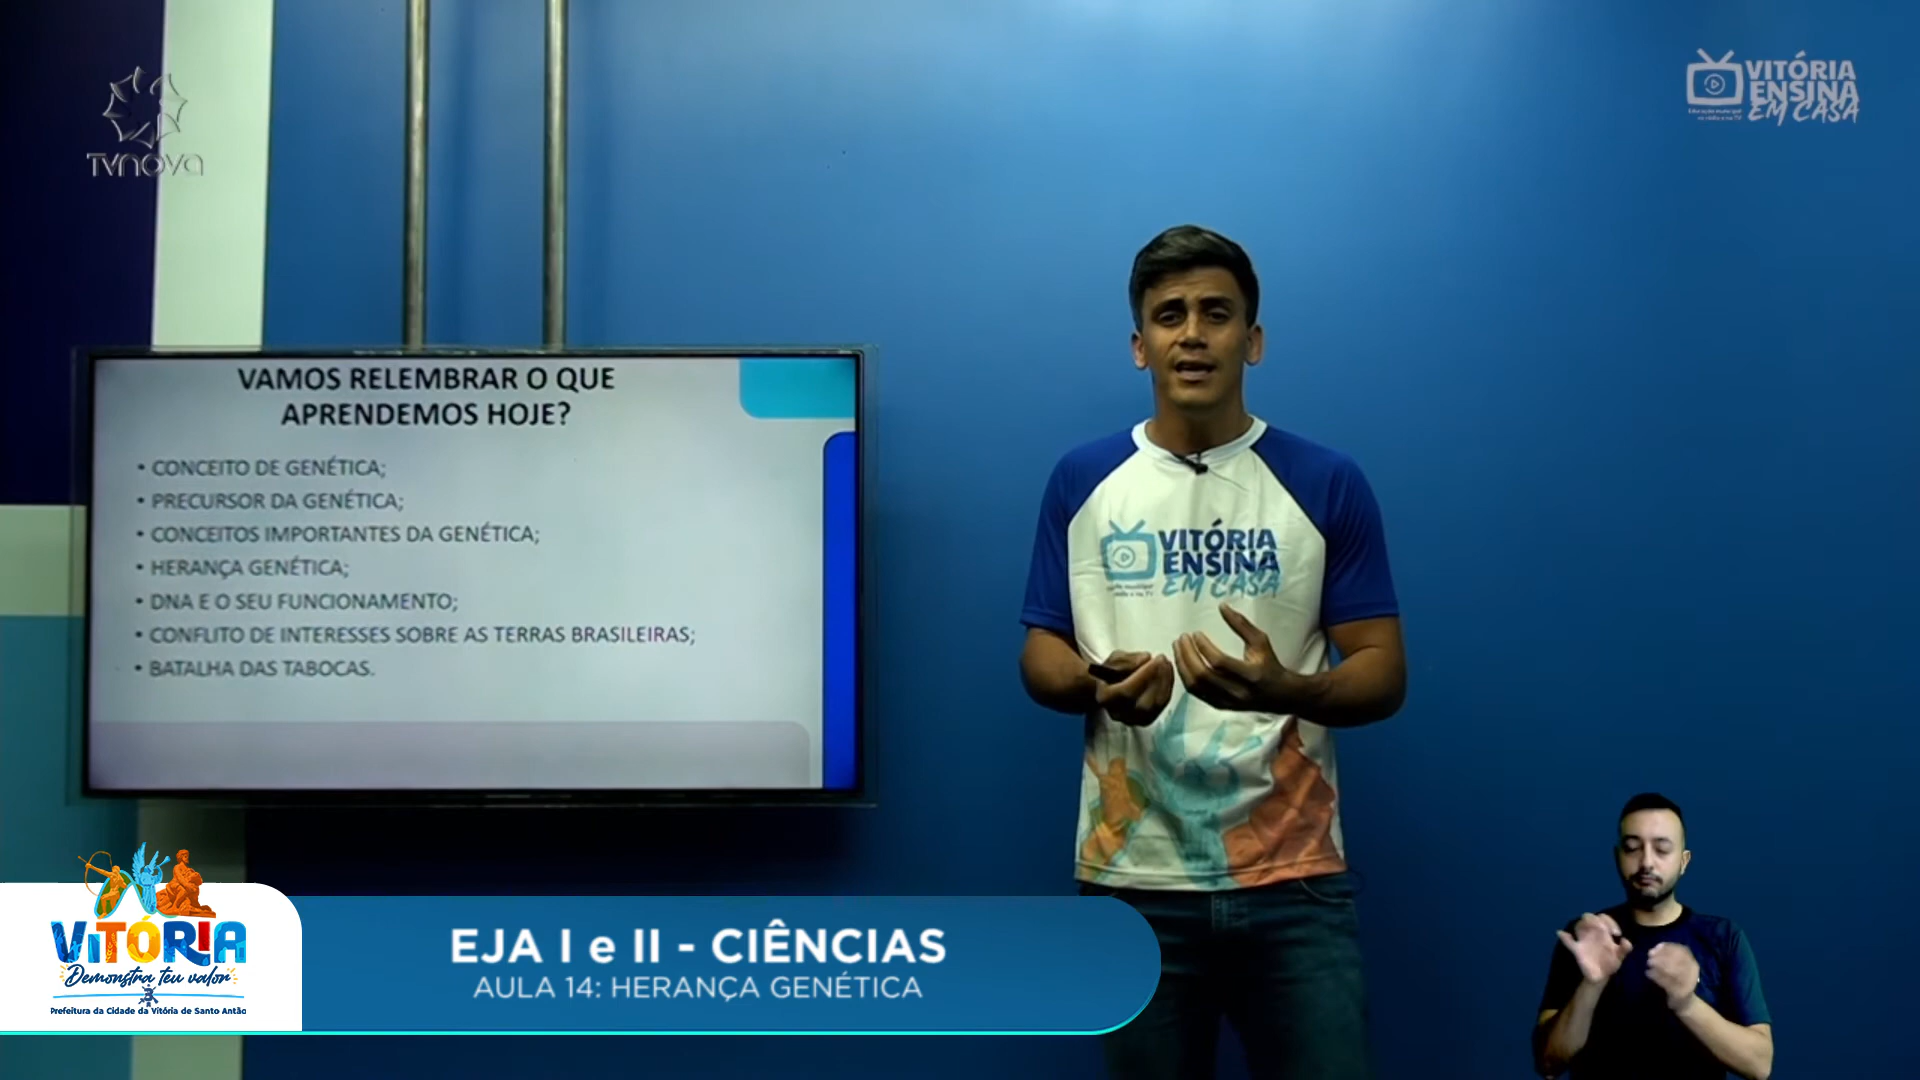 TVNOVA
VITÓRIA
ENSINA
EM CASA
VAMOS RELEMBRAR O QUE
APRENDEMOS HOJE?
• CONCEITO DE GENÉTICA;
• PRECURSOR DA GENÉTICA;
• CONCEITOS IMPORTANTES DA GENÉTICA;
• HERANÇA GENÉTICA;
• DNA E O SEU FUNCIONAMENTO;
• CONFLITO DE INTERESSES SOBRE AS TERRAS BRASILEIRAS;
• BATALHA DAS TABOCAS.
VITÓRIA
ENSINA
EM CASA
VITÓRIA
Demonstra teu valor
Prefeitura da Cidade da Vitória de Santo Antão
EJA I e II - CIÊNCIAS
AULA 14: HERANÇA GENÉTICA